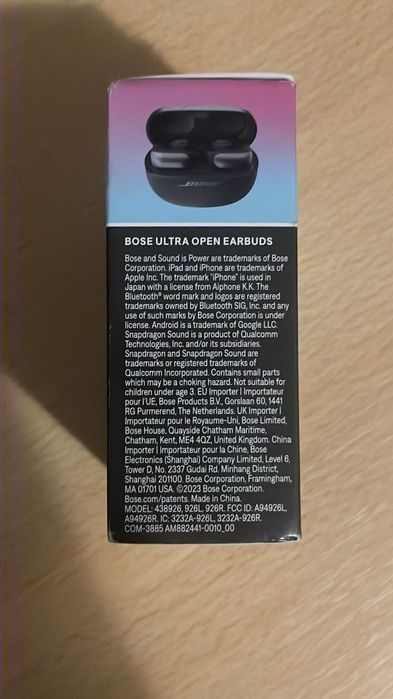 BOSE ULTRA OPEN EARBUDS
Bose and Sound is Power are trademarks of Bose
Corporation. iPad and iPhone are trademarks of
Apple Inc. The trademark "iPhone" is used in
Japan with a license from Aiphone K.K. The
Bluetooth® word mark and logos are registered
trademarks owned by Bluetooth SIG, Inc. and any
use of such marks by Bose Corporation is under
license. Android is a trademark of Google LLC.
Snapdragon Sound is a product of Qualcomm
Technologies, Inc. and/or its subsidiaries.
Snapdragon and Snapdragon Sound are
trademarks or registered trademarks of
Qualcomm Incorporated. Contains small parts
which may be a choking hazard. Not suitable for
children under age 3. EU Importer | Importateur
pour l'UE, Bose Products B.V., Gorslaan 60, 1441
RG Purmerend, The Netherlands. UK Importer |
Importateur pour le Royaume-Uni, Bose Limited,
Bose House, Quayside Chatham Maritime,
Chatham, Kent, ME4 4QZ, United Kingdom. China
Importer | Importateur pour la Chine, Bose
Electronics (Shanghai) Company Limited, Level 6,
Tower D, No. 2337 Gudai Rd. Minhang District,
Shanghai 201100. Bose Corporation, Framingham,
MA 01701 USA. ©2023 Bose Corporation.
Bose.com/patents. Made in China.
MODEL: 438926, 926L, 926R. FCC ID: A94926L,
A94926R. IC: 3232A-926L, 3232A-926R.
COM-3885 AM882441-0010_00